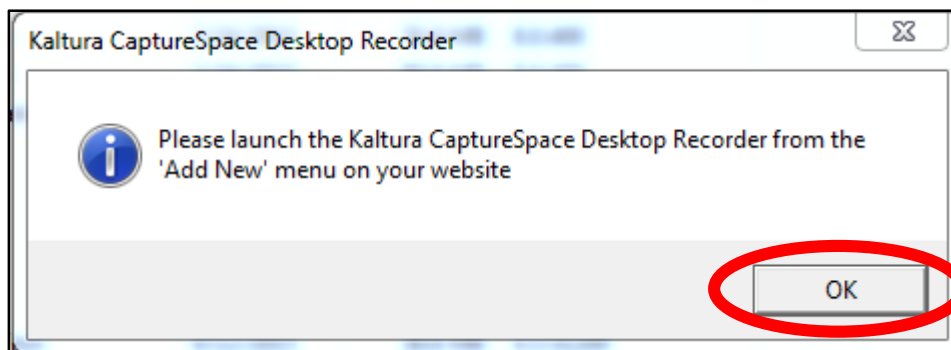 Kaltura CaptureSpace Desktop Recorder
Please launch the Kaltura CaptureSpace Desktop Recorder from the
'Add New' menu on your website
OK